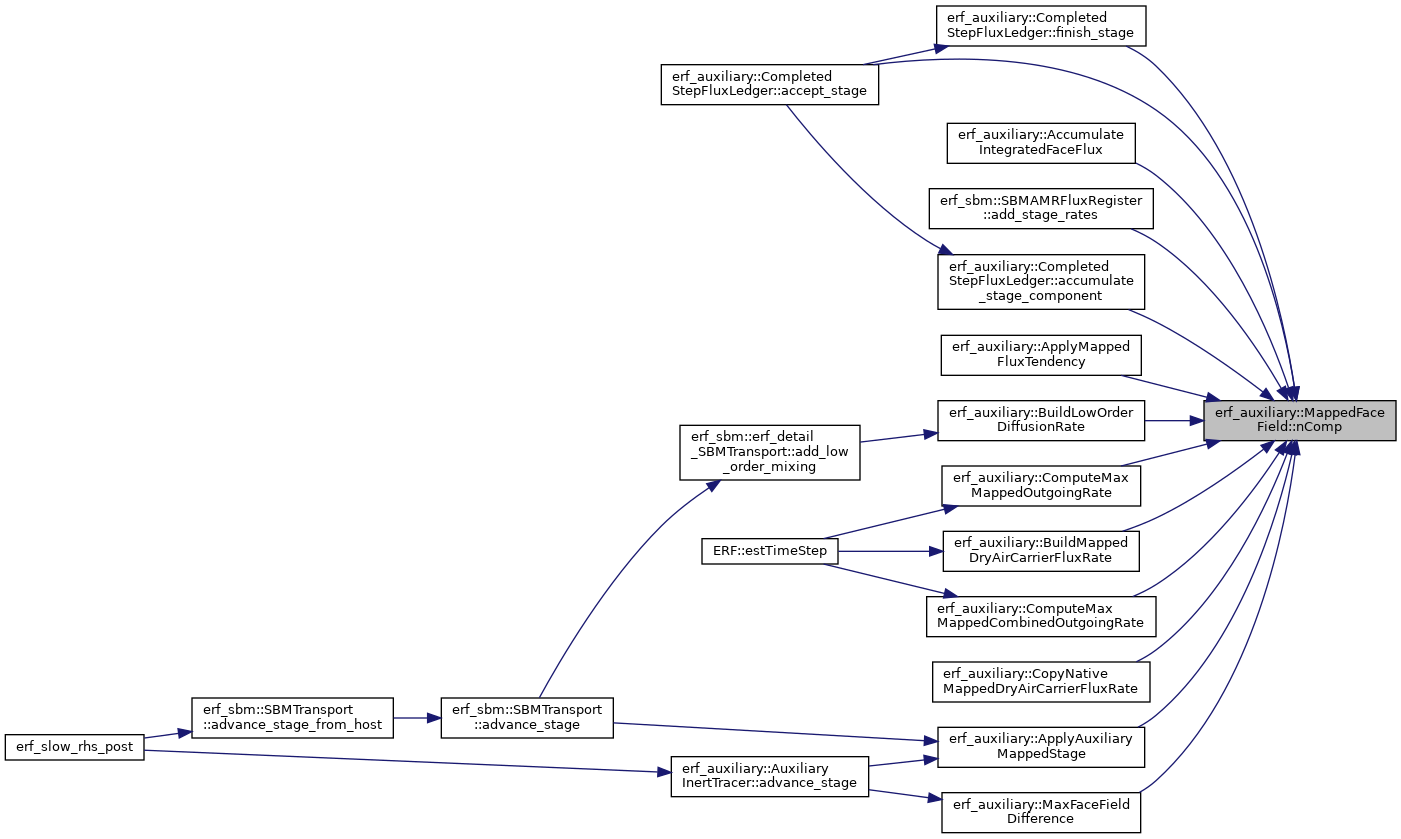 erf_auxiliary::Completed
StepFluxLedger::finish_stage
erf_auxiliary::Completed
StepFluxLedger::accept_stage
erf_auxiliary::Accumulate
IntegratedFaceFlux
erf_sbm::SBMAMRFluxRegister
::add_stage_rates
erf_auxiliary::Completed
StepFluxLedger::accumulate
_stage_component
erf_auxiliary::ApplyMapped
FluxTendency
erf_auxiliary::MappedFace
Field::nComp
erf_auxiliary::BuildLowOrder
DiffusionRate
erf_sbm::erf_detail
_SBMTransport::add_low
_order_mixing
erf_auxiliary::ComputeMax
MappedOutgoingRate
ERF::estTimeStep
erf_auxiliary::BuildMapped
DryAirCarrierFluxRate
erf_auxiliary::ComputeMax
MappedCombinedOutgoingRate
erf_auxiliary::CopyNative
MappedDryAirCarrierFluxRate
erf_sbm::SBMTransport
::advance_stage_from_host
erf_sbm::SBMTransport
::advance_stage
erf_slow_rhs_post
erf_auxiliary::ApplyAuxiliary
MappedStage
erf_auxiliary::Auxiliary
InertTracer::advance_stage
erf_auxiliary::MaxFaceField
Difference